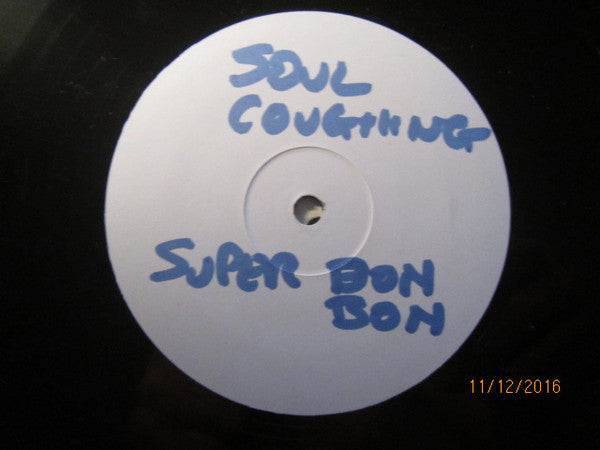 SOUL
COUGHING
SUPER BON
BON
11/12/2016